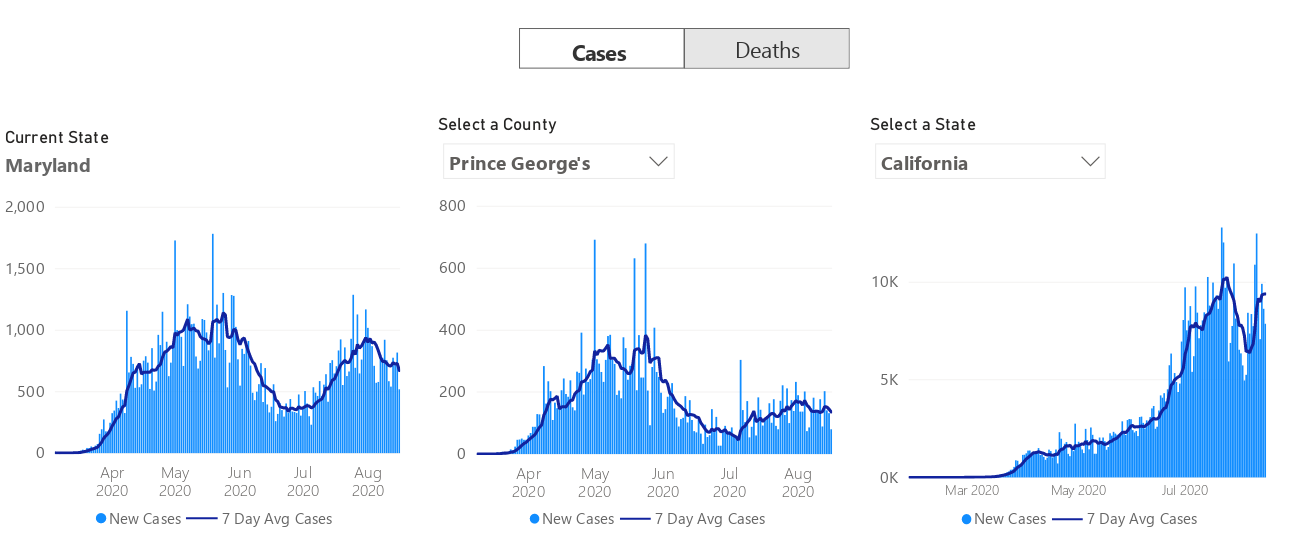 Cases Deaths
Current State
Maryland
2,000
1,500
1,000
500
0
Apr May Jun Jul Aug
2020 2020 2020 2020 2020
New Cases 7 Day Avg Cases
Select a County
Prince George's
800
600
400
200
0
Apr May Jun Jul Aug
2020 2020 2020 2020 2020
New Cases 7 Day Avg Cases
Select a State
California
10K
5K
0K
Mar 2020 May 2020 Jul 2020
New Cases 7 Day Avg Cases